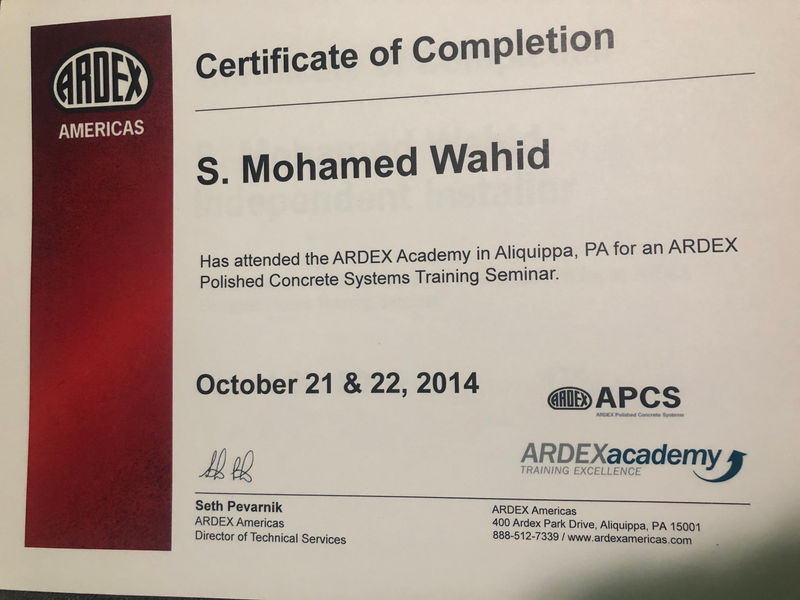 ARDEX
AMERICAS
Certificate of Completion
S. Mohamed Wahid
Has attended the ARDEX Academy in Aliquippa, PA for an ARDEX
Polished Concrete Systems Training Seminar.
October 21 & 22, 2014
ARDEX APCS
ARDEX Polished Concrete Systems
ARDEXacademy
TRAINING EXCELLENCE
Seth Pevarnik
ARDEX Americas
Director of Technical Services
ARDEX Americas
400 Ardex Park Drive, Aliquippa, PA 15001
888-512-7339 / www.ardexamericas.com